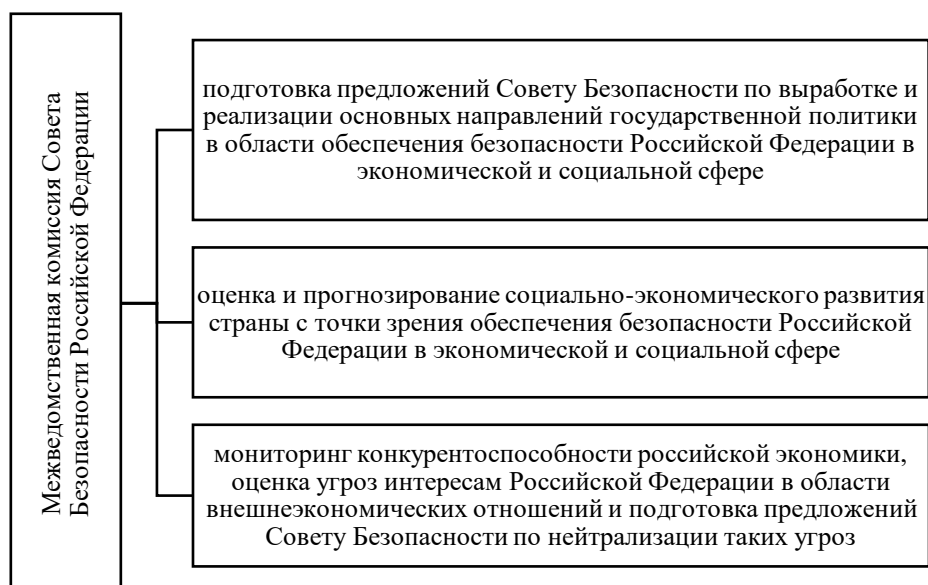 Межведомственная комиссия Совета
Безопасности Российской Федерации
подготовка предложений Совету Безопасности по выработке и
реализации основных направлений государственной политики
в области обеспечения безопасности Российской Федерации в
экономической и социальной сфере
оценка и прогнозирование социально-экономического развития
страны с точки зрения обеспечения безопасности Российской
Федерации в экономической и социальной сфере
мониторинг конкурентоспособности российской экономики,
оценка угроз интересам Российской Федерации в области
внешнеэкономических отношений и подготовка предложений
Совету Безопасности по нейтрализации таких угроз